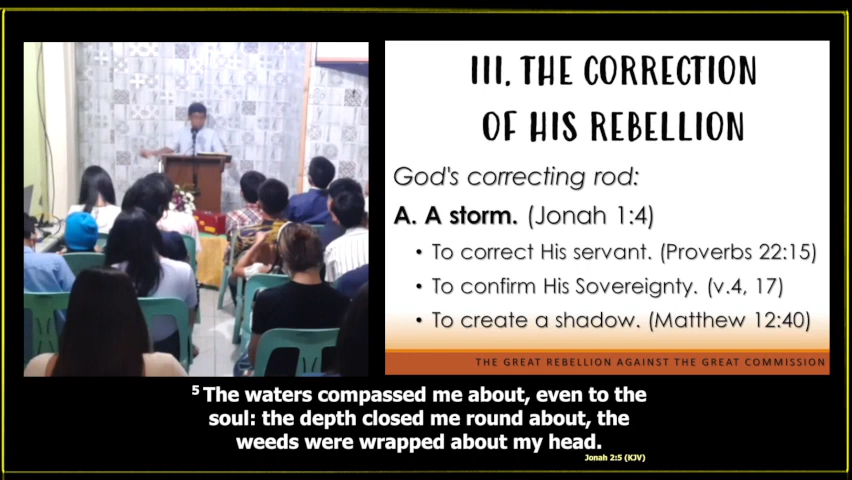 III. THE CORRECTION
OF HIS REBELLION
God's correcting rod:
A. A storm. (Jonah 1:4)
• To correct His servant. (Proverbs 22:15)
• To confirm His Sovereignty. (v.4, 17)
• To create a shadow. (Matthew 12:40)
THE GREAT REBELLION AGAINST THE GREAT COMMISSION
5 The waters compassed me about, even to the
soul: the depth closed me round about, the
weeds were wrapped about my head.
Jonah 2:5 (KJV)